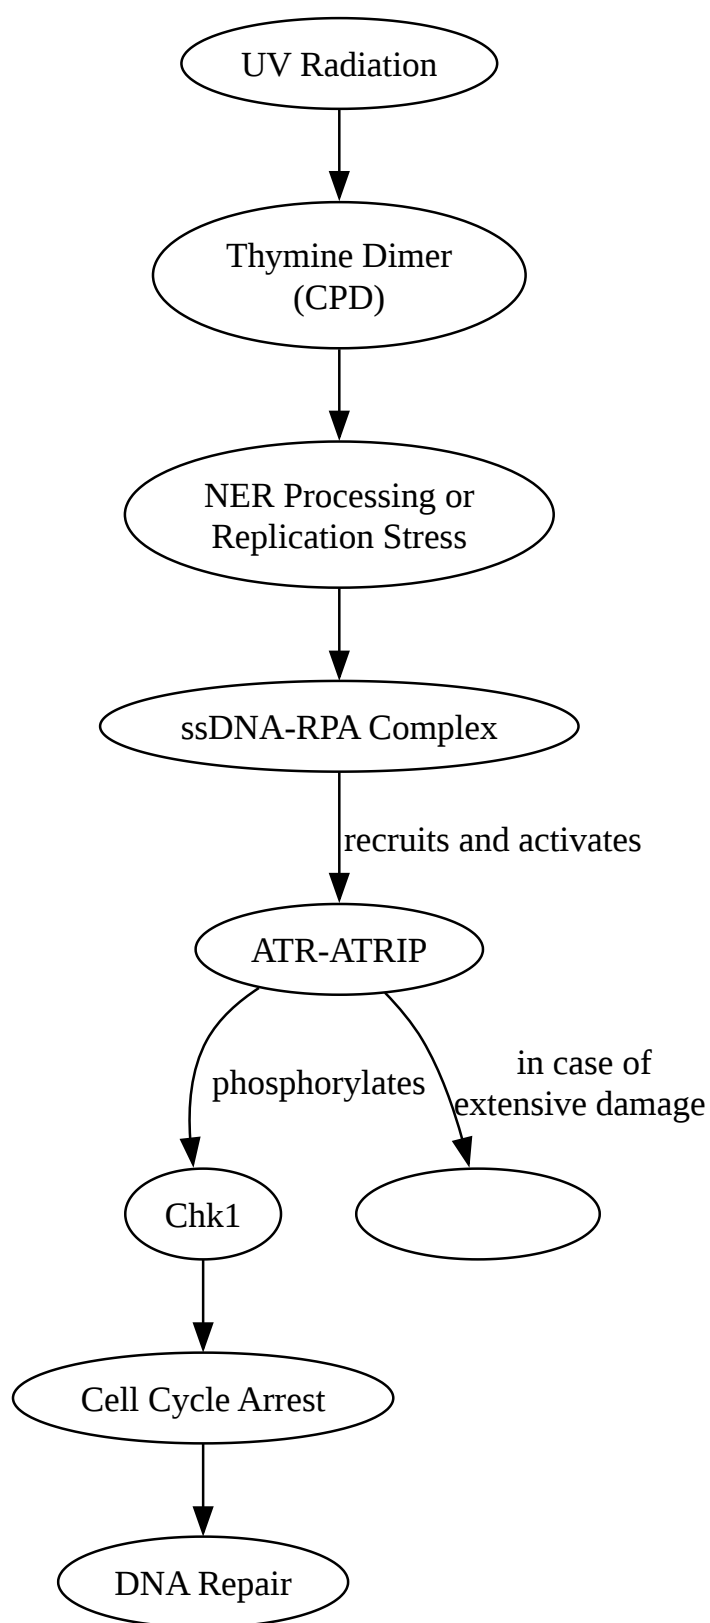 UV Radiation
Thymine Dimer
(CPD)
NER Processing or
Replication Stress
ssDNA-RPA Complex
recruits and activates
ATR-ATRIP
phosphorylates
in case of
extensive damage
Chk1
Cell Cycle Arrest
DNA Repair